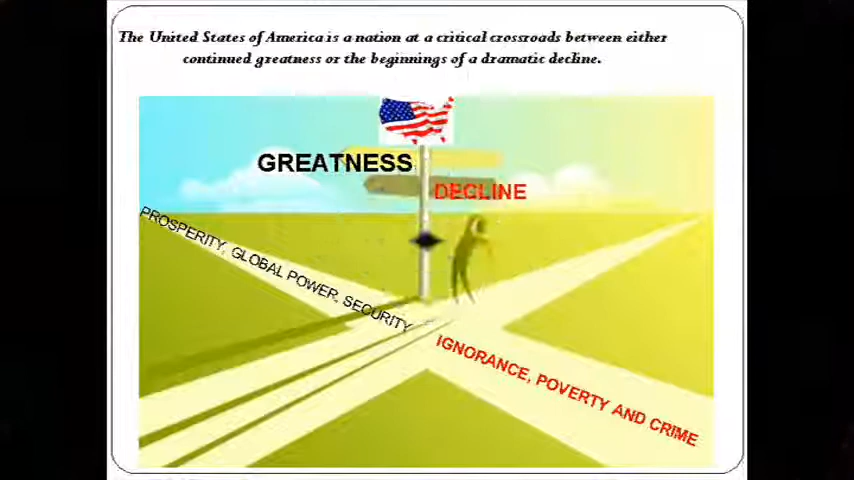 The United States of America is a nation at a critical crossroads between either
continued greatness or the beginnings of a dramatic decline.
GREATNESS
DECLINE
PROSPERITY, GLOBAL POWER, SECURITY
IGNORANCE, POVERTY AND CRIME